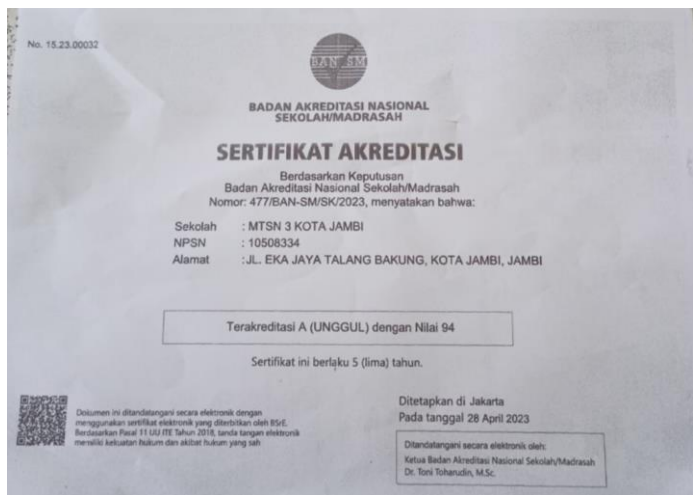 No. 15.23.00032
BAN SM
BADAN AKREDITASI NASIONAL
SEKOLAH/MADRASAH
SERTIFIKAT AKREDITASI
Berdasarkan Keputusan
Badan Akreditasi Nasional Sekolah/Madrasah
Nomor: 477/BAN-SM/SK/2023, menyatakan bahwa:
Sekolah : MTSN 3 KOTA JAMBI
NPSN : 10508334
Alamat : JL. EKA JAYA TALANG BAKUNG, KOTA JAMBI, JAMBI
Terakreditasi A (UNGGUL) dengan Nilai 94
Sertifikat ini berlaku 5 (lima) tahun.
Dokumen ini ditandatangani secara elektronik dengan
menggunakan sertifikat elektronik yang diterbitkan oleh BSrE.
Berdasarkan Pasal 11 UU ITE Tahun 2018, tanda tangan elektronik
memiliki kekuatan hukum dan akibat hukum yang sah
Ditetapkan di Jakarta
Pada tanggal 28 April 2023
Ditandatangani secara elektronik oleh:
Ketua Badan Akreditasi Nasional Sekolah/Madrasah
Dr. Toni Toharudin, M.Sc.